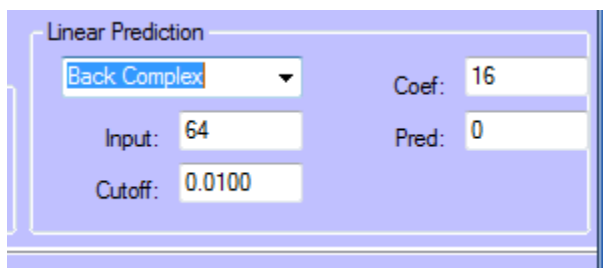 Linear Prediction
Back Complex
Coef: 16
Input: 64
Pred: 0
Cutoff: 0.0100